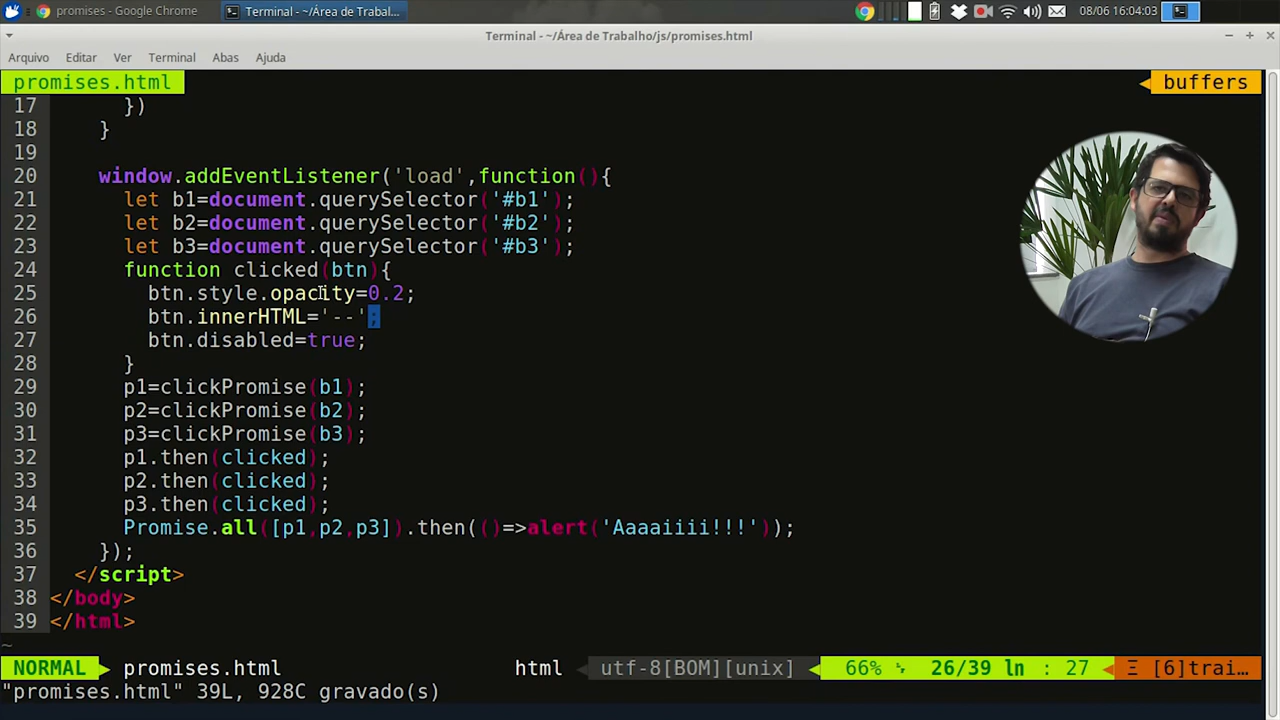 promises - Google Chrome
Terminal - ~/Área de Trabal...
08/06 16:04:03
Terminal - ~/Área de Trabalho/js/promises.html
Arquivo Editar Ver Terminal Abas Ajuda
promises.html
buffers
17 })
18 }
19
20 window.addEventListener('load',function(){
21 let b1=document.querySelector('#b1');
22 let b2=document.querySelector('#b2');
23 let b3=document.querySelector('#b3');
24 function clicked(btn){
25 btn.style.opacity=0.2;
26 btn.innerHTML='--';
27 btn.disabled=true;
28 }
29 p1=clickPromise(b1);
30 p2=clickPromise(b2);
31 p3=clickPromise(b3);
32 p1.then(clicked);
33 p2.then(clicked);
34 p3.then(clicked);
35 Promise.all([p1,p2,p3]).then(()=>alert('Aaaaiiii!!!'));
36 });
37 </script>
38 </body>
39 </html>
~
NORMAL promises.html html utf-8[BOM][unix] 66% ㏑ 26/39 ln : 27 Ξ [6]trai...
"promises.html" 39L, 928C gravado(s)